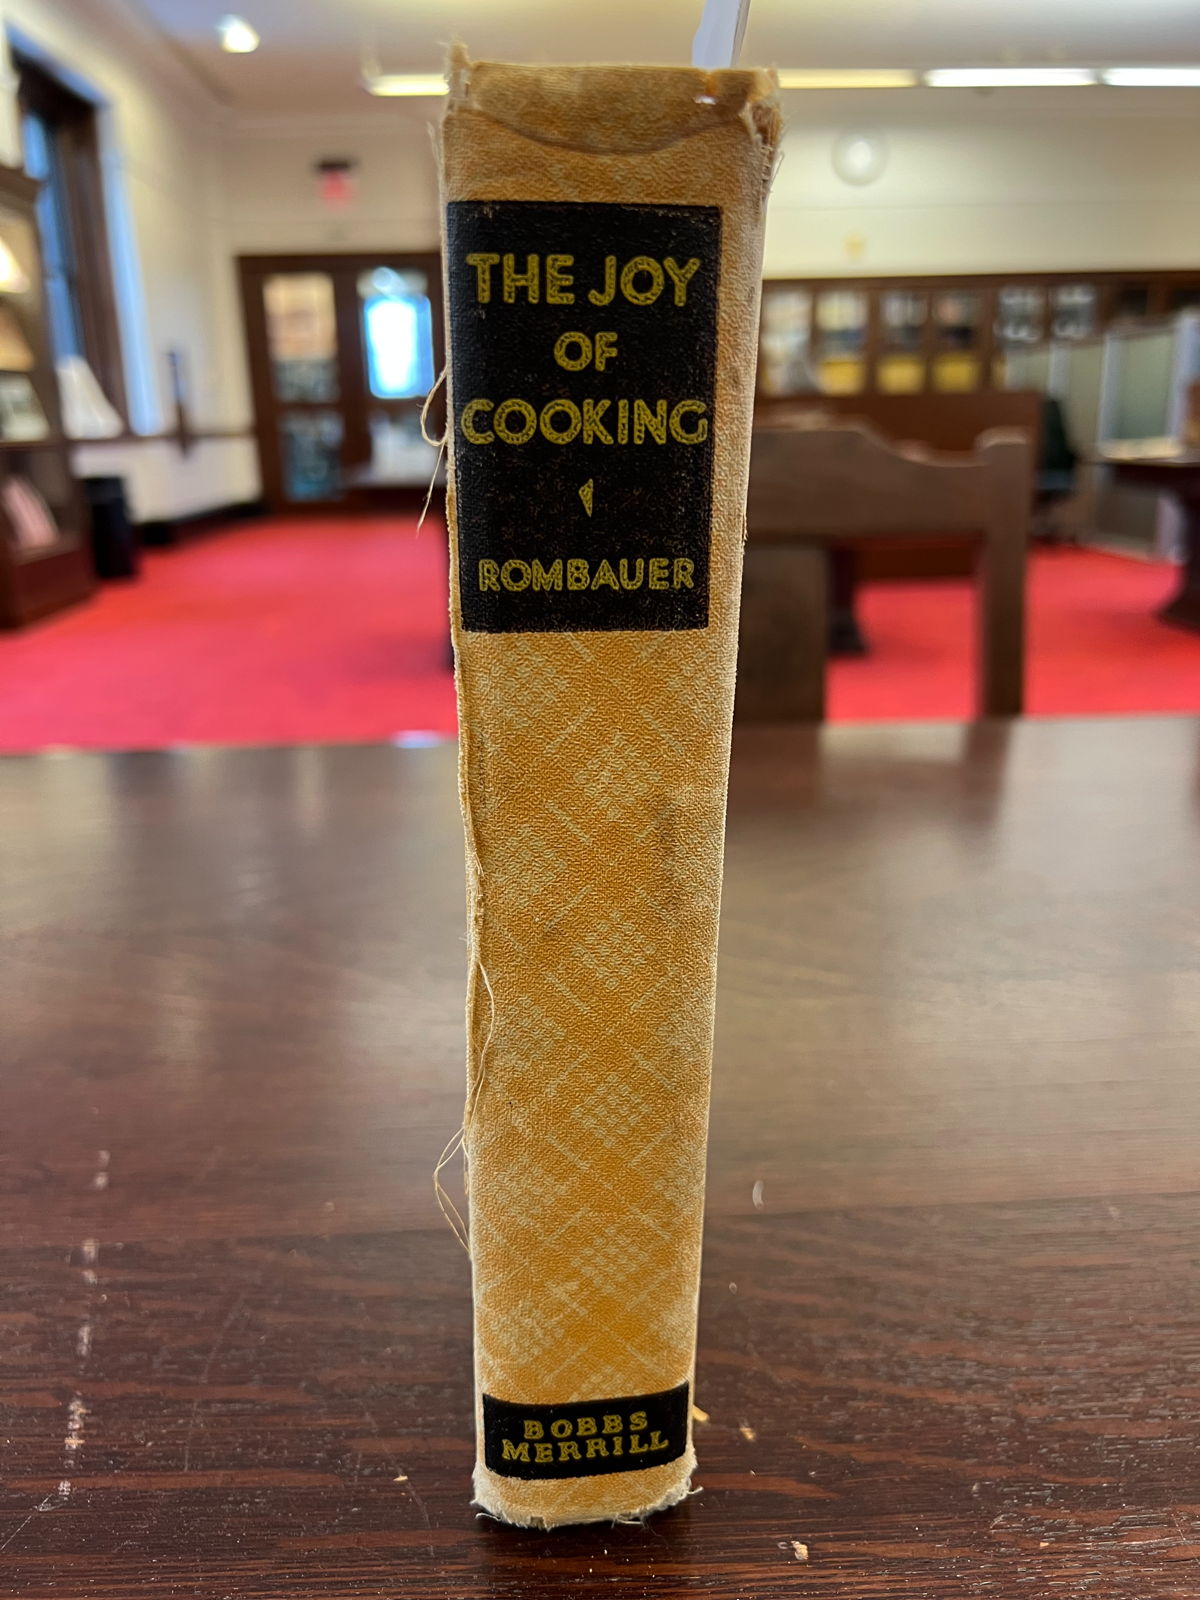 THE JOY
OF
COOKING
ROMBAUER
BOBBS
MERRILL